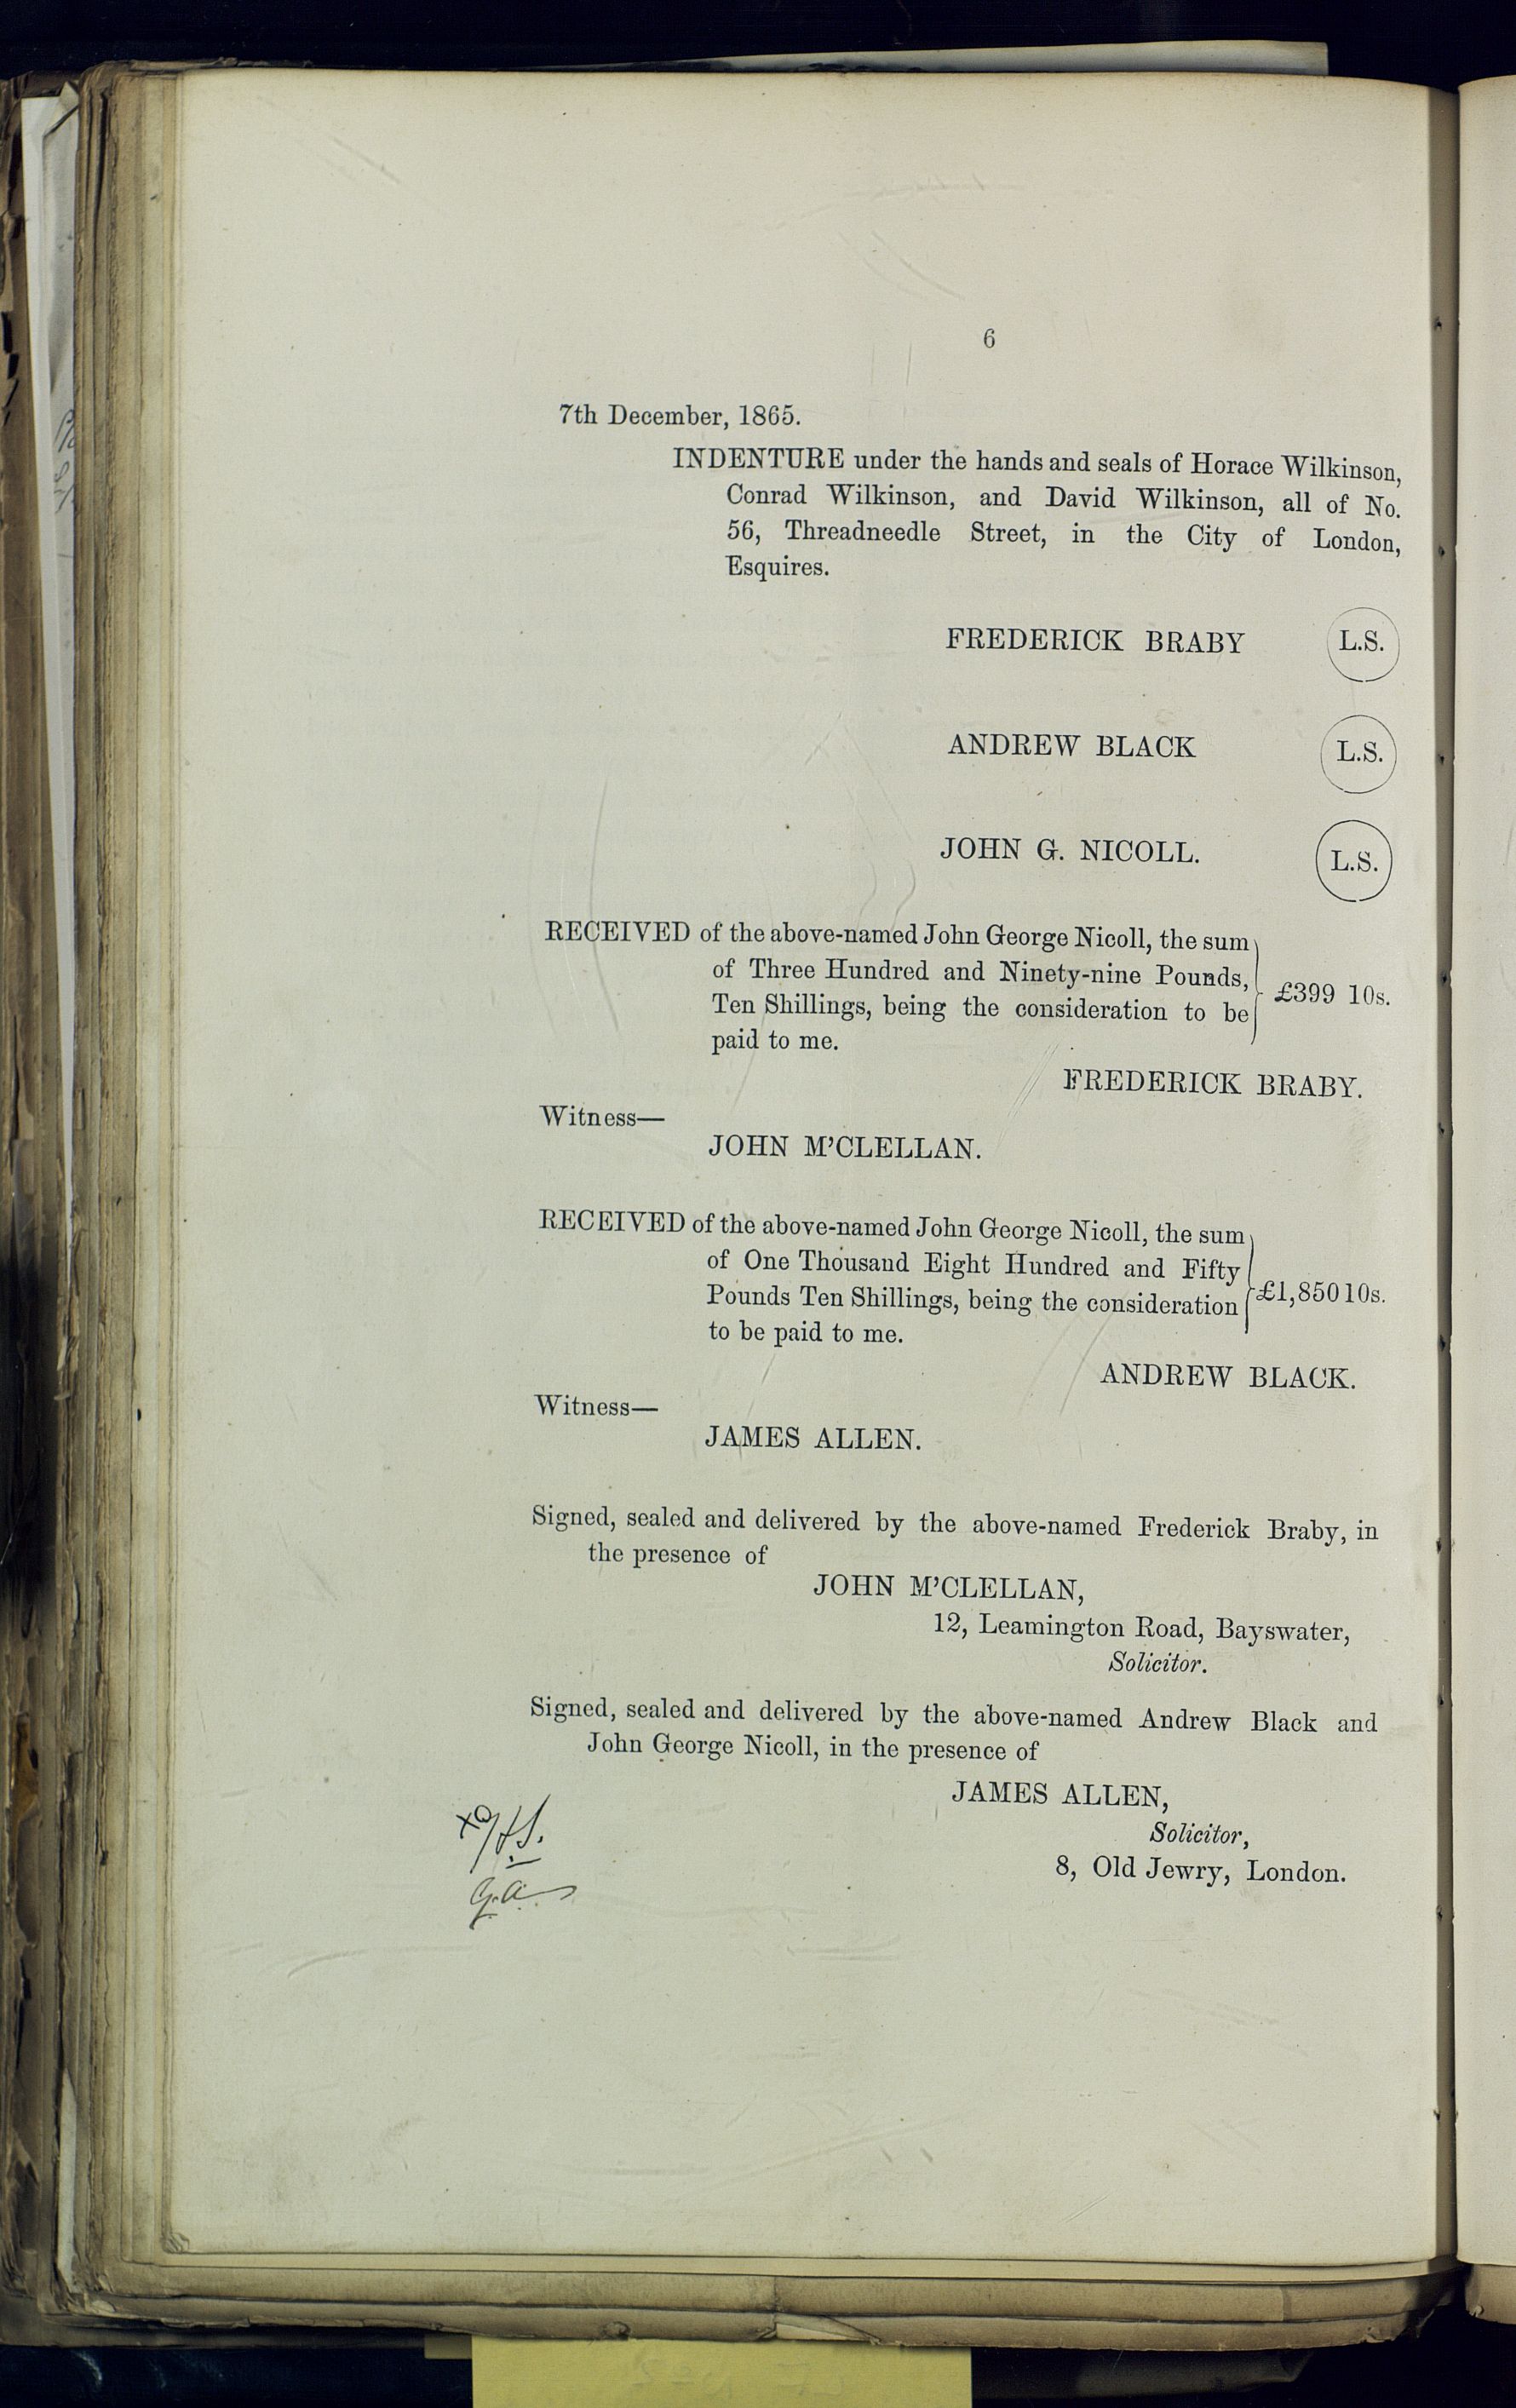 6
7th December, 1865.
INDENTURE under the hands and seals of Horace Wilkinson,
Conrad Wilkinson, and David Wilkinson, all of No.
56, Threadneedle Street, in the City of London,
Esquires.
FREDERICK BRABY L.S.
ANDREW BLACK L.S.
JOHN G. NICOLL. L.S.
RECEIVED of the above-named John George Nicoll, the sum
of Three Hundred and Ninety-nine Pounds,
Ten Shillings, being the consideration to be
paid to me.
£399 10s.
FREDERICK BRABY.
Witness—
JOHN M'CLELLAN.
RECEIVED of the above-named John George Nicoll, the sum
of One Thousand Eight Hundred and Fifty
Pounds Ten Shillings, being the consideration
to be paid to me.
£1,850 10s.
ANDREW BLACK.
Witness—
JAMES ALLEN.
Signed, sealed and delivered by the above-named Frederick Braby, in
the presence of
JOHN M'CLELLAN,
12, Leamington Road, Bayswater,
Solicitor.
Signed, sealed and delivered by the above-named Andrew Black and
John George Nicoll, in the presence of
JAMES ALLEN,
Solicitor,
8, Old Jewry, London.